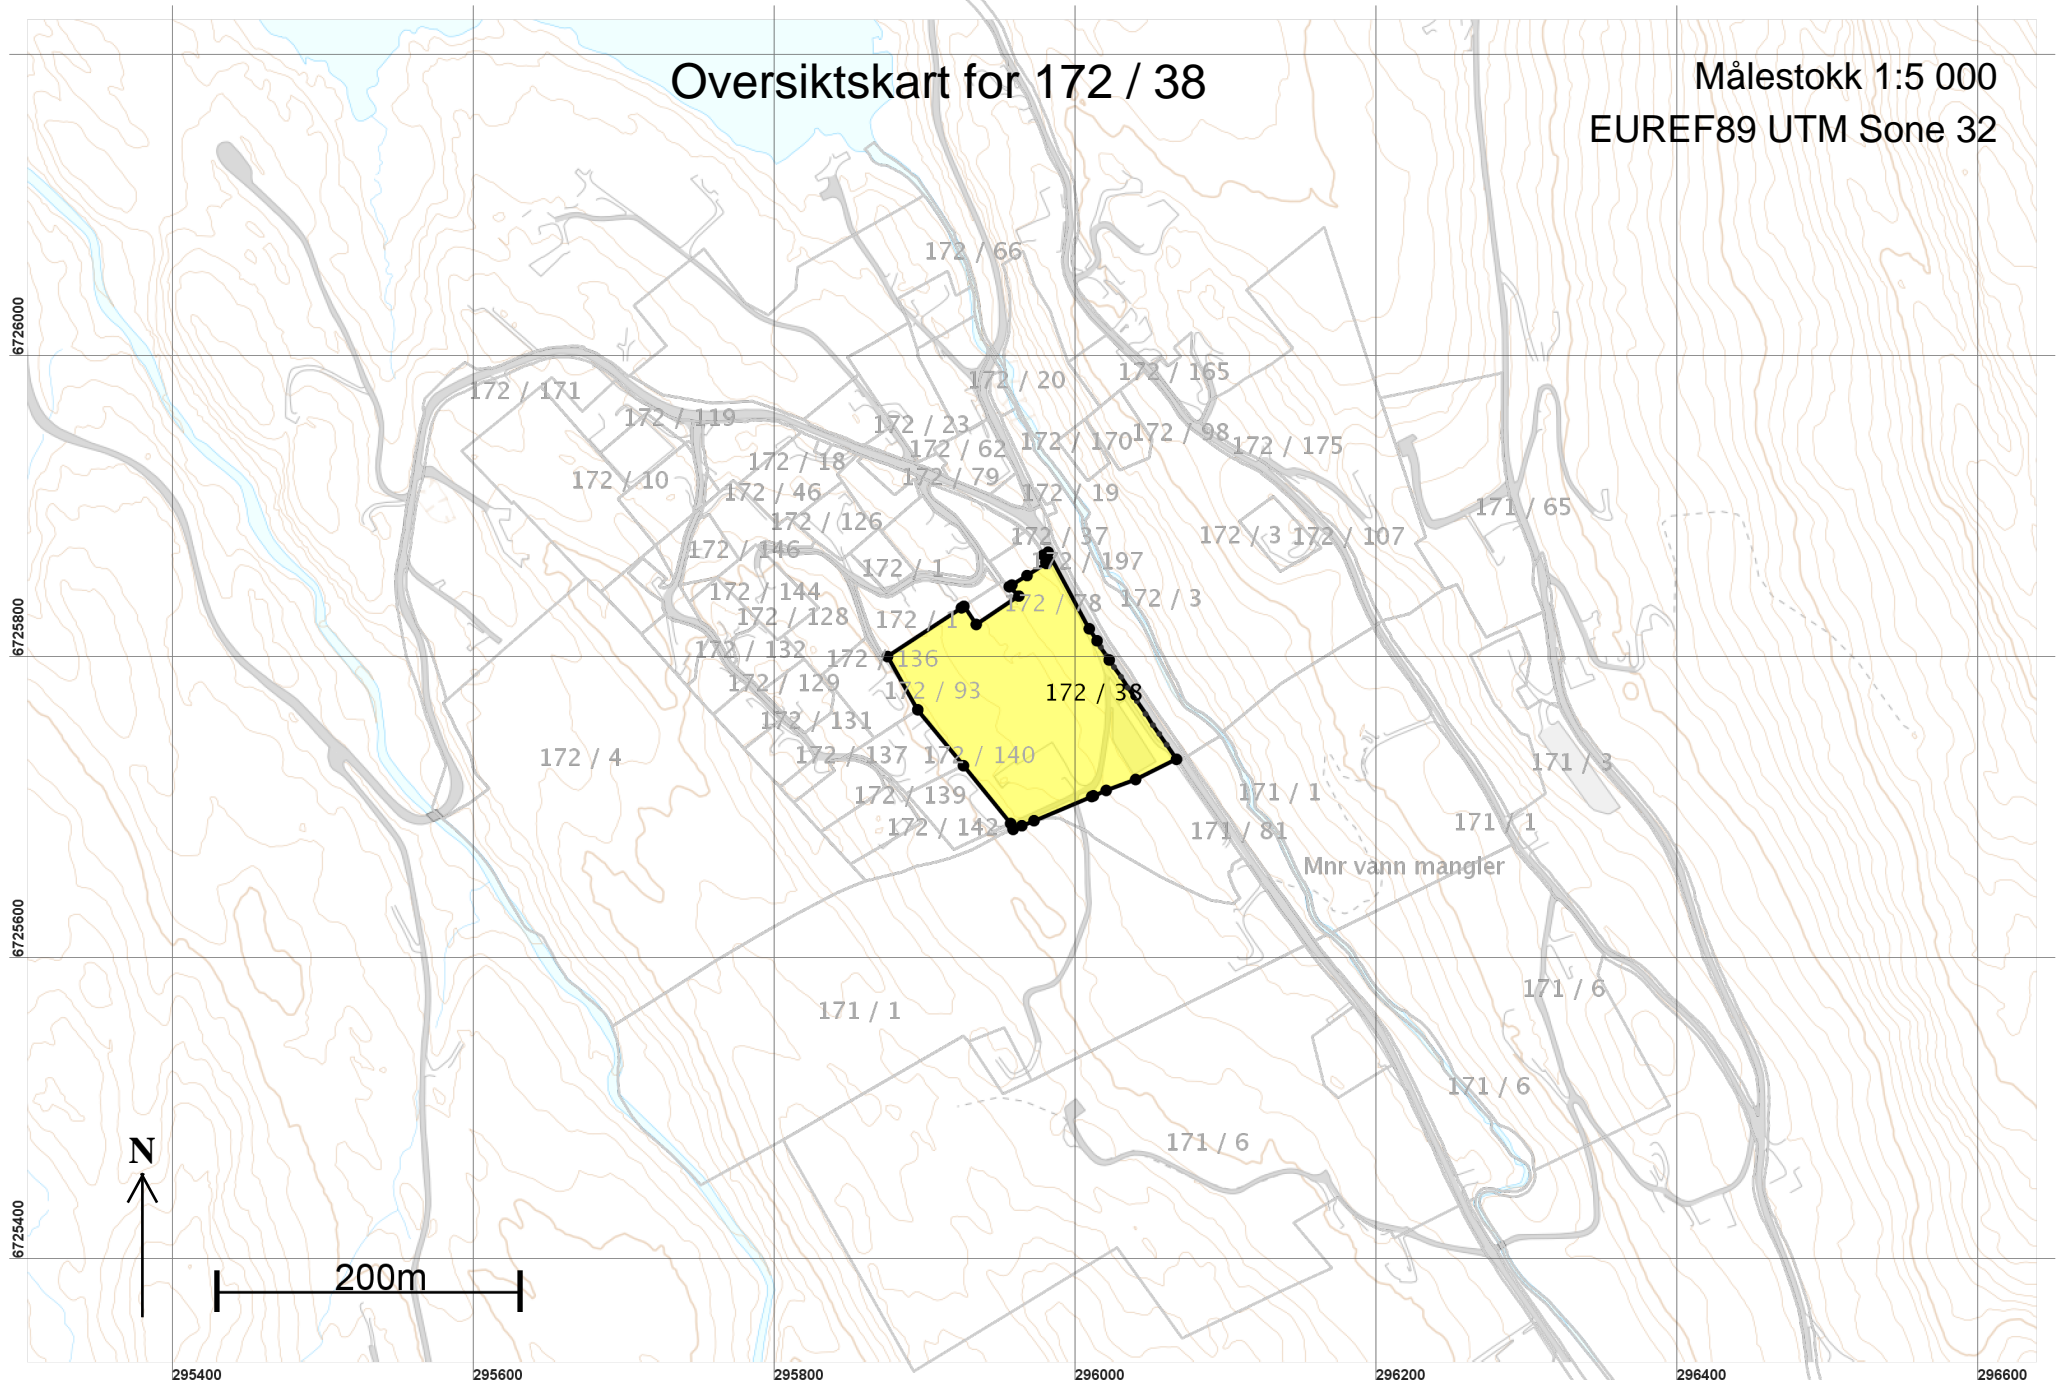 Oversiktskart for 172 / 38
Målestokk 1:5 000
EUREF89 UTM Sone 32
172 / 66
6726000
172 / 165
172 / 20
172 / 171
172 / 119
172 / 23
172 / 98
172 / 170
172 / 175
172 / 62
172 / 18
172 / 79
172 / 10
172 / 46
172 / 19
171 / 65
172 / 126
172 / 37
172 / 3
172 / 107
172 / 146
172 / 197
172 / 1
172 / 144
172 / 3
172 / 78
172 / 128
172 / 1
6725800
172 / 132
172 / 136
172 / 129
172 / 93
172 / 38
172 / 131
172 / 4
172 / 137
172 / 140
171 / 3
172 / 139
171 / 1
171 / 1
172 / 142
171 / 81
Mnr vann mangler
6725600
171 / 6
171 / 1
171 / 6
171 / 6
N
6725400
200m
295400
295600
295800
296000
296200
296400
296600